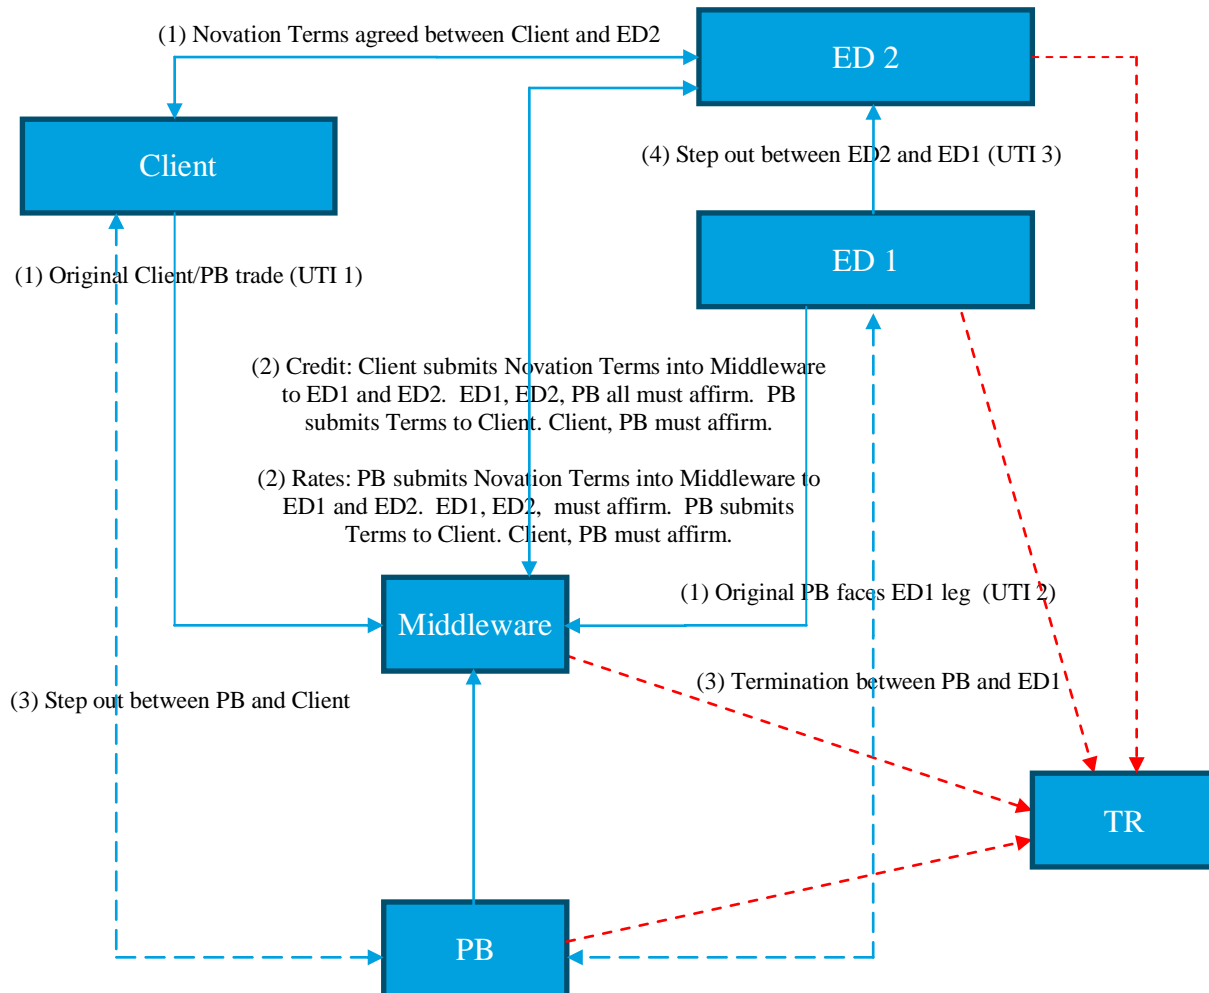 (1) Novation Terms agreed between Client and ED2
ED 2
Client
(4) Step out between ED2 and ED1 (UTI 3)
ED 1
(1) Original Client/PB trade (UTI 1)
(2) Credit: Client submits Novation Terms into Middleware
to ED1 and ED2.  ED1, ED2, PB all must affirm.  PB
submits Terms to Client. Client, PB must affirm.
(2) Rates: PB submits Novation Terms into Middleware to
ED1 and ED2.  ED1, ED2,  must affirm.  PB submits
Terms to Client. Client, PB must affirm.
(1) Original PB faces ED1 leg  (UTI 2)
Middleware
(3) Termination between PB and ED1
(3) Step out between PB and Client
TR
PB